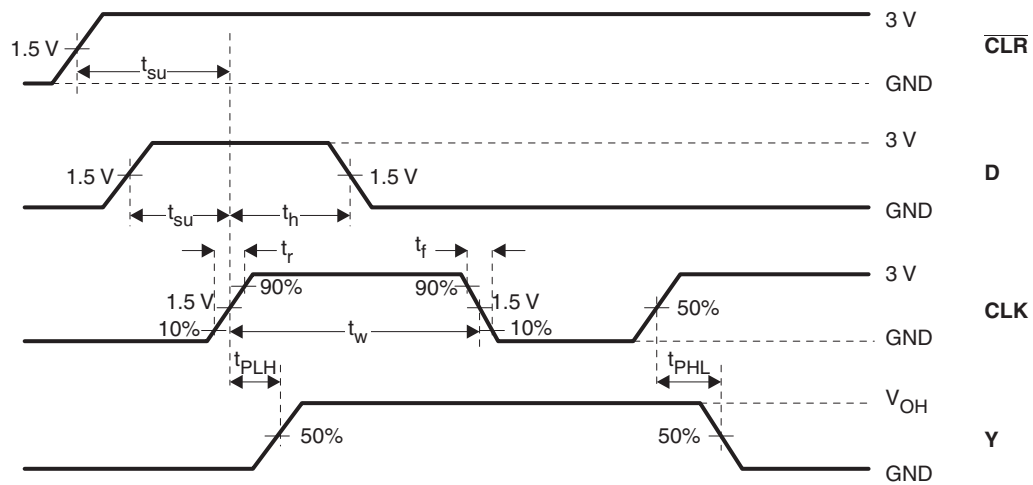 3 V
1.5 V
t_su
C̅L̅R̅
GND
3 V
1.5 V
1.5 V
D
t_su
t_h
GND
t_r
t_f
3 V
90%
90%
1.5 V
1.5 V
50%
CLK
10%
t_w
10%
GND
t_PLH
t_PHL
V_OH
50%
50%
Y
GND